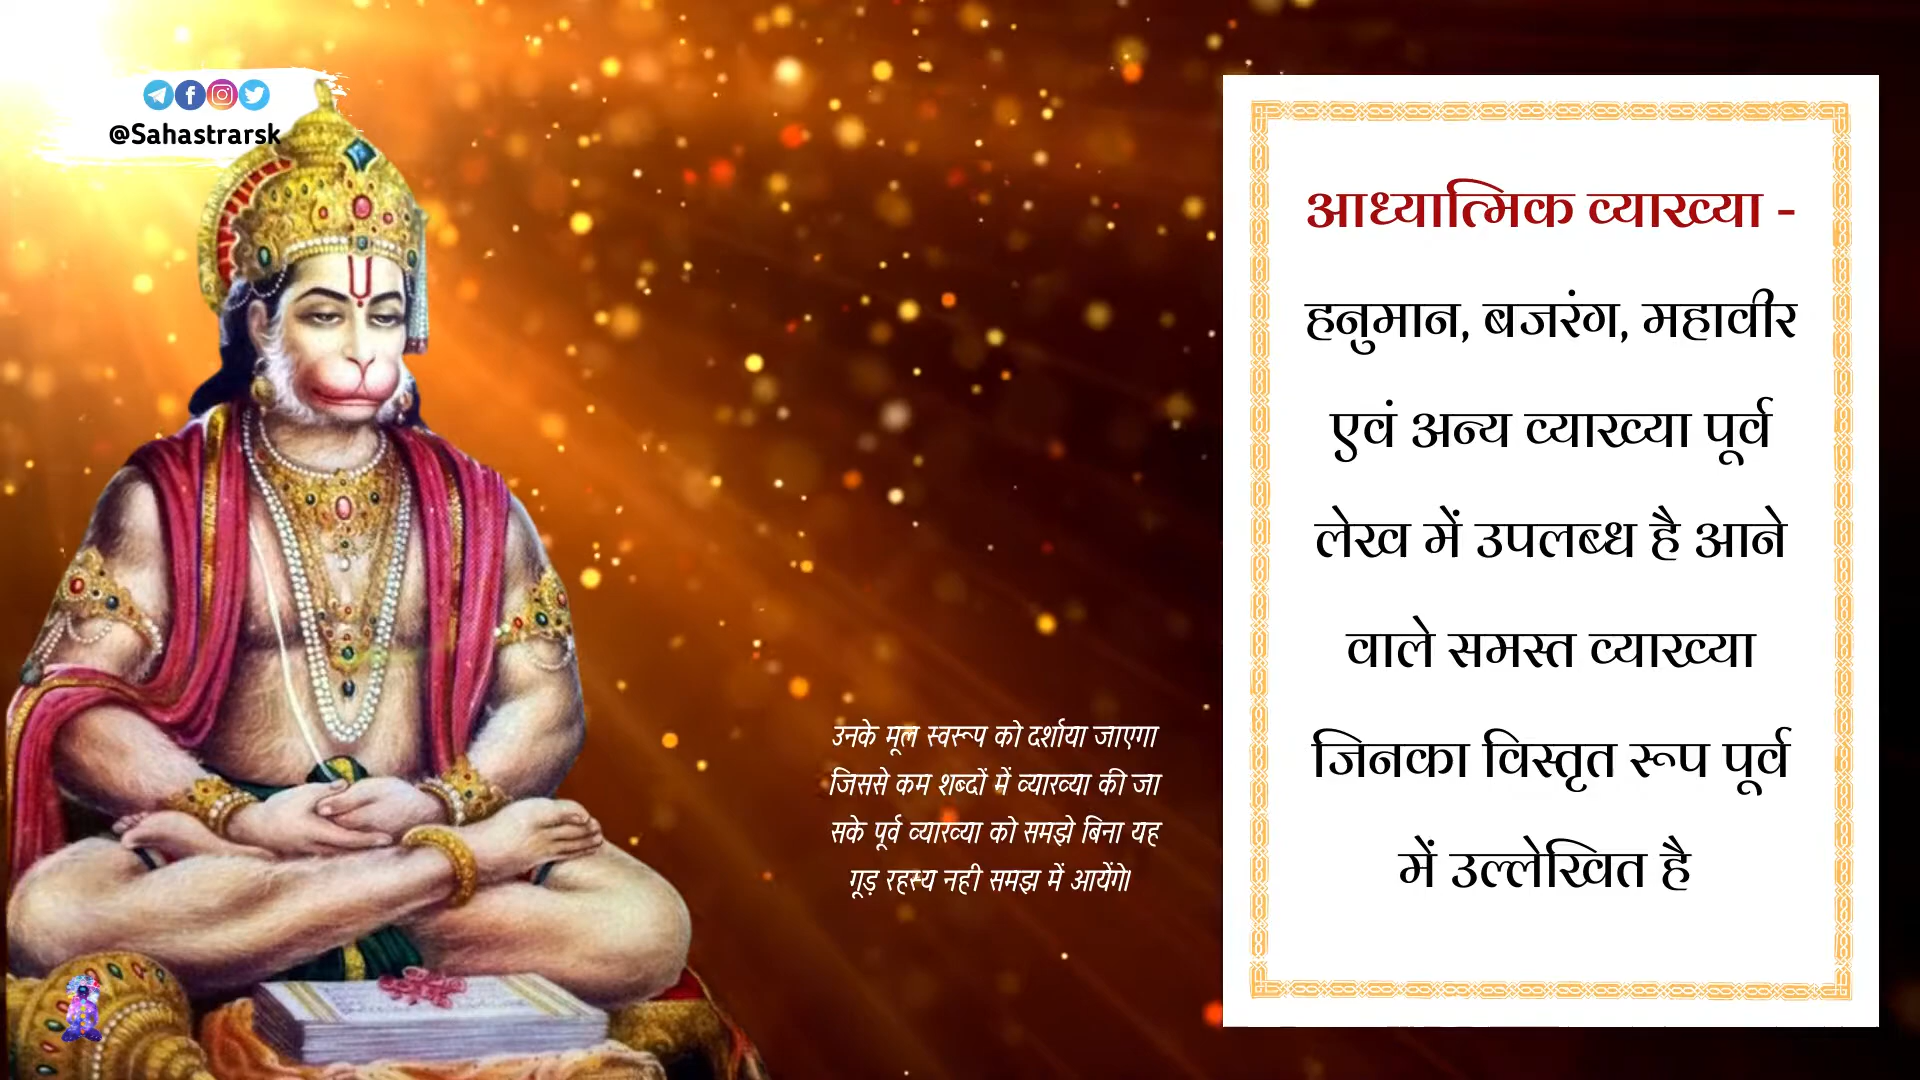 @Sahastrarsk
आध्यात्मिक व्याख्या -
हनुमान, बजरंग, महावीर
एवं अन्य व्याख्या पूर्व
लेख में उपलब्ध है आने
वाले समस्त व्याख्या
जिनका विस्तृत रूप पूर्व
में उल्लेखित है
उनके मूल स्वरूप को दर्शाया जाएगा
जिससे कम शब्दों में व्याख्या की जा
सके पूर्व व्याख्या को समझे बिना यह
गूड़ रहस्य नही समझ में आयेंगे।